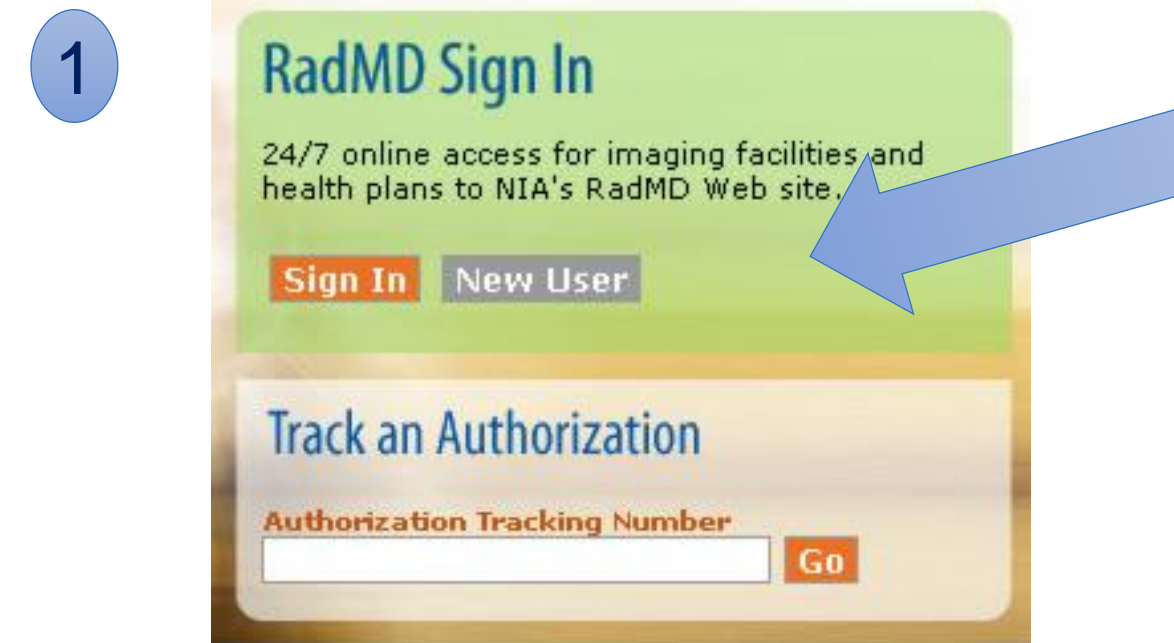 1
RadMD Sign In
24/7 online access for imaging facilities and
health plans to NIA's RadMD Web site.
Sign In New User
Track an Authorization
Authorization Tracking Number
Go